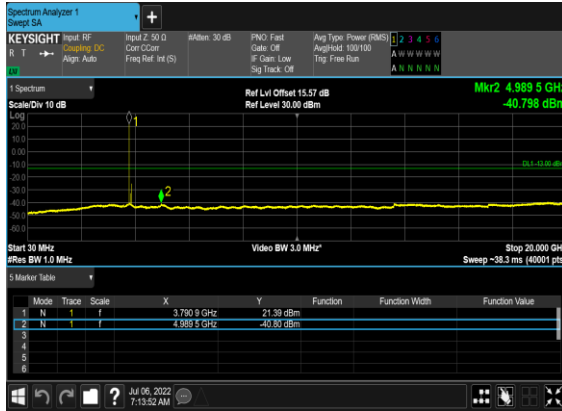 Spectrum Analyzer 1
Swept SA
KEYSIGHT Input: RF Input Z: 50 Ω #Atten: 30 dB PNO: Fast Avg Type: Power (RMS) 1 2 3 4 5 6
R T Coupling: DC Corr CCorr Gate: Off Avg|Hold: 100/100 A W W W W W
Align: Auto Freq Ref: Int (S) IF Gain: Low Trig: Free Run
Sig Track: Off A N N N N N
LU
1 Spectrum Ref Lvl Offset 15.57 dB Mkr2 4.989 5 GHz
Scale/Div 10 dB Ref Level 30.00 dBm -40.798 dBm
Log
20.0
10.0
0.00
-10.0
DL1 -13.00 dBm
-20.0
-30.0
-40.0
-50.0
-60.0
1
2
Start 30 MHz Video BW 3.0 MHz* Stop 20.000 GHz
#Res BW 1.0 MHz Sweep ~38.3 ms (40001 pts)
5 Marker Table
Mode Trace Scale X Y Function Function Width Function Value
1 N 1 f 3.790 9 GHz 21.39 dBm
2 N 1 f 4.989 5 GHz -40.80 dBm
3
4
5
6
Jul 06, 2022
7:13:52 AM